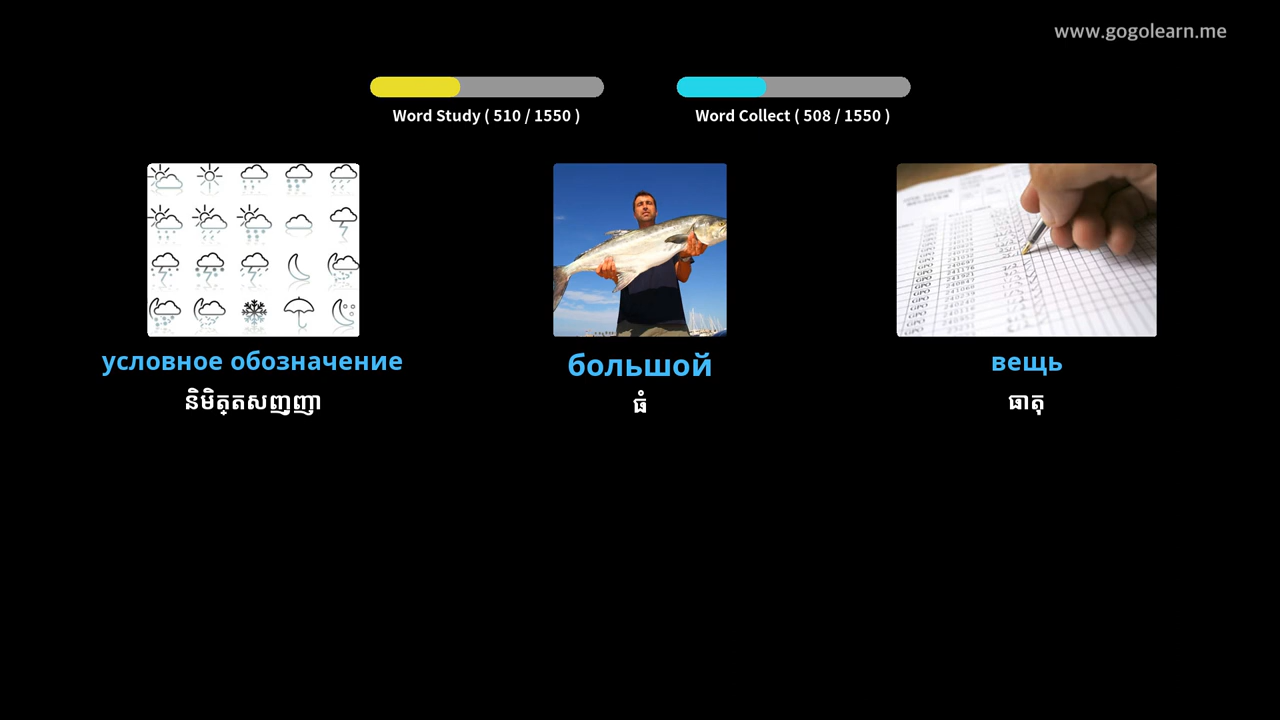 www.gogolearn.me
Word Study ( 510 / 1550 )
Word Collect ( 508 / 1550 )
условное обозначение
большой
вещь
និមិត្តសញ្ញា
ធំ
ធាតុ